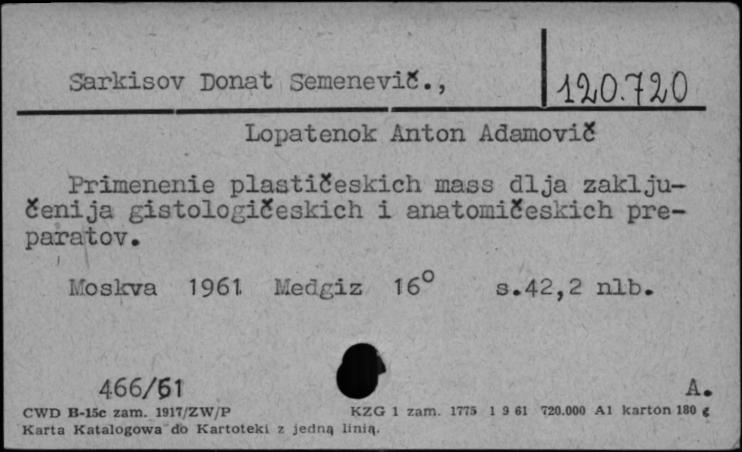 Sarkisov Donat Semenevič., 120.720
Lopatenok Anton Adamovič
Primenenie plastičeskich mass dlja zaklju-
čenija gistologičeskich i anatomičeskich pre-
paratov.
Moskva 1961 Medgiz 16° s.42,2 nlb.
466/61 A.
CWD B-15c zam. 1917/ZW/P KZG 1 zam. 1775 1 9 61 720.000 A1 karton 180 g
Karta Katalogowa do Kartoteki z jedną linią.